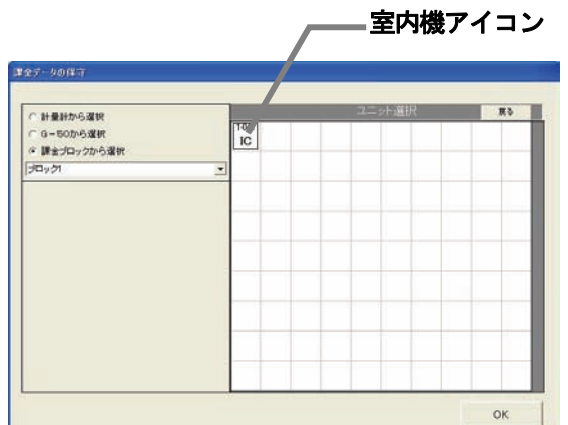 室内機アイコン
課金データの保守
計量計から選択
G-50から選択
課金ブロックから選択
ブロック1
ユニット選択
戻る
IC
OK